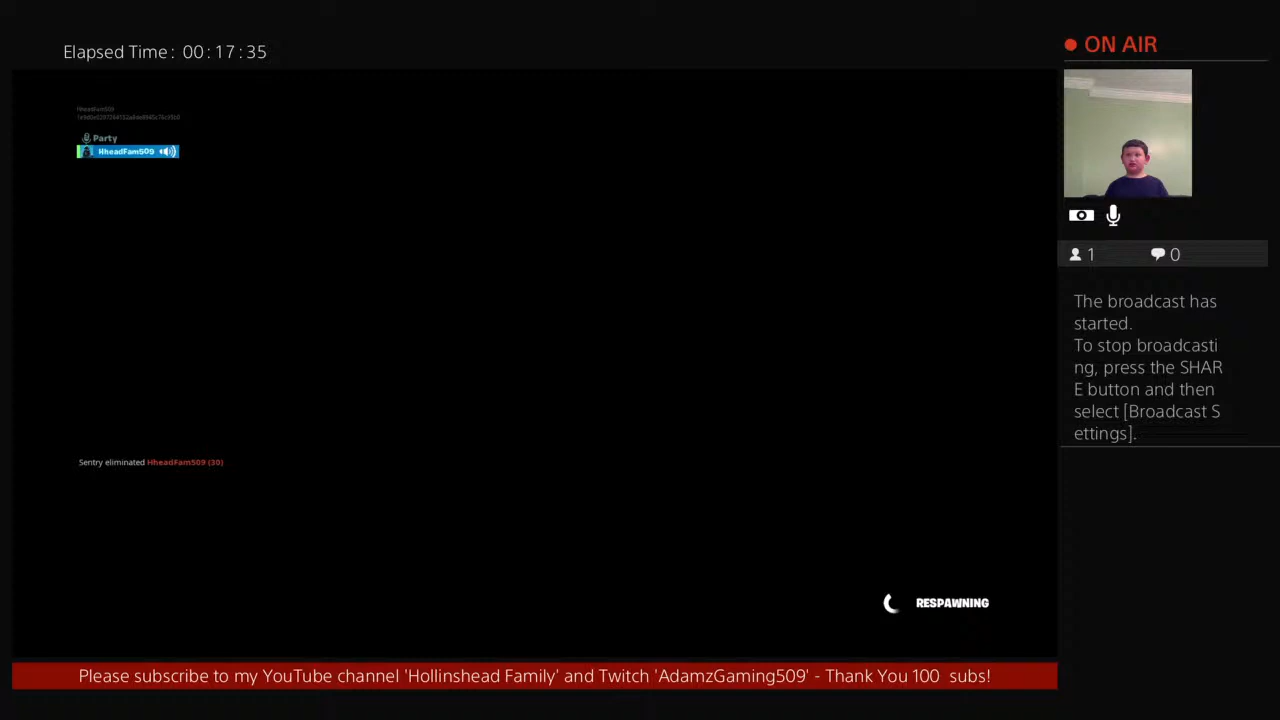 Elapsed Time: 00:17:35
ON AIR
HheadFam509
Party
HheadFam509
1
0
The broadcast has
started.
To stop broadcasti
ng, press the SHAR
E button and then
select [Broadcast S
ettings].
Sentry eliminated HheadFam509 (30)
RESPAWNING
Please subscribe to my YouTube channel 'Hollinshead Family' and Twitch 'AdamzGaming509' - Thank You 100 subs!